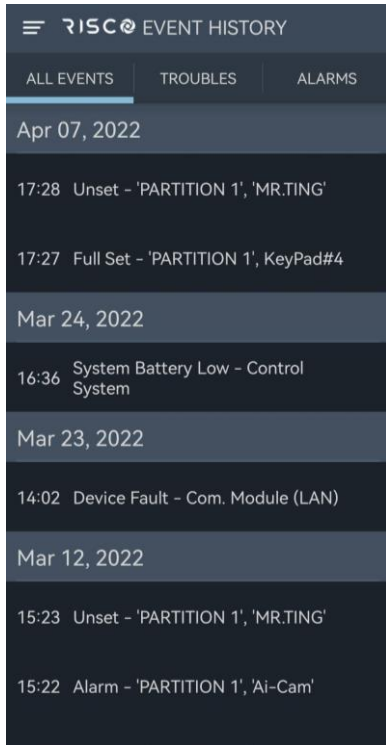 RISCO EVENT HISTORY
ALL EVENTS TROUBLES ALARMS
Apr 07, 2022
17:28 Unset - 'PARTITION 1', 'MR.TING'
17:27 Full Set - 'PARTITION 1', KeyPad#4
Mar 24, 2022
16:36 System Battery Low - Control
System
Mar 23, 2022
14:02 Device Fault - Com. Module (LAN)
Mar 12, 2022
15:23 Unset - 'PARTITION 1', 'MR.TING'
15:22 Alarm - 'PARTITION 1', 'Ai-Cam'